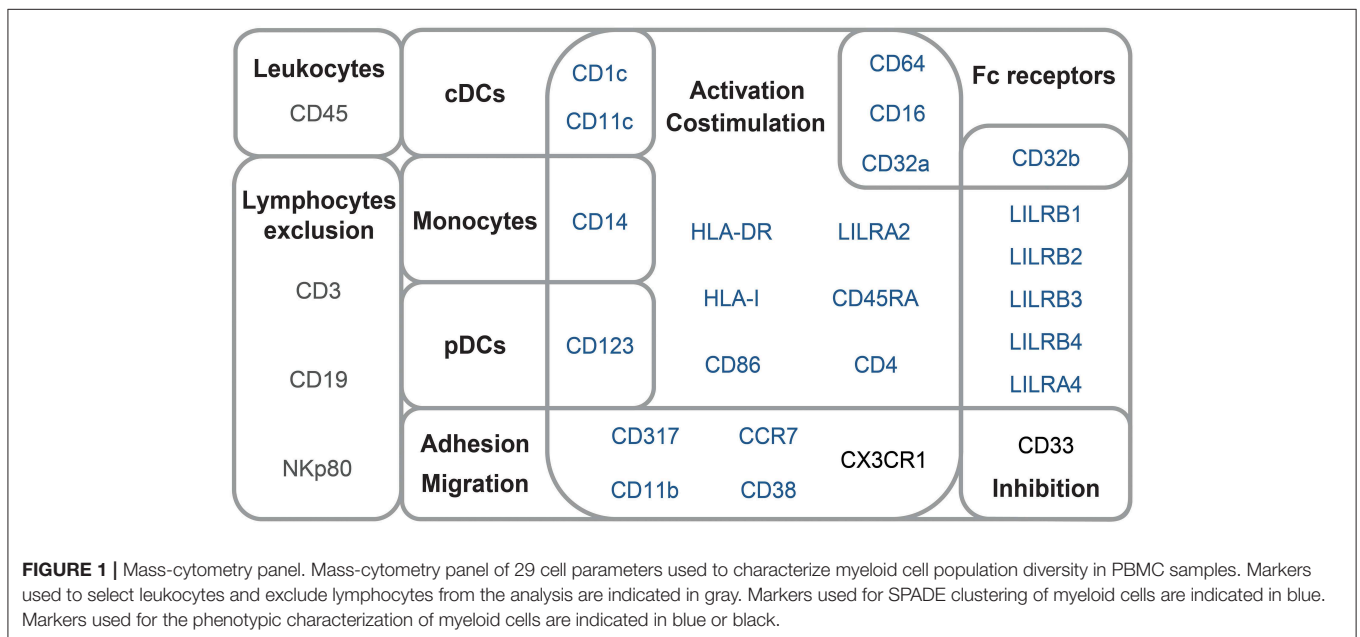 Leukocytes
CD45
Lymphocytes
exclusion
CD3
CD19
NKp80
cDCs
CD1c
CD11c
Monocytes
CD14
pDCs
CD123
Activation
Costimulation
HLA-DR
LILRA2
HLA-I
CD45RA
CD86
CD4
CD64
CD16
CD32a
Fc receptors
CD32b
LILRB1
LILRB2
LILRB3
LILRB4
LILRA4
Adhesion
Migration
CD317
CCR7
CX3CR1
CD11b
CD38
CD33
Inhibition
FIGURE 1 | Mass-cytometry panel. Mass-cytometry panel of 29 cell parameters used to characterize myeloid cell population diversity in PBMC samples. Markers
used to select leukocytes and exclude lymphocytes from the analysis are indicated in gray. Markers used for SPADE clustering of myeloid cells are indicated in blue.
Markers used for the phenotypic characterization of myeloid cells are indicated in blue or black.